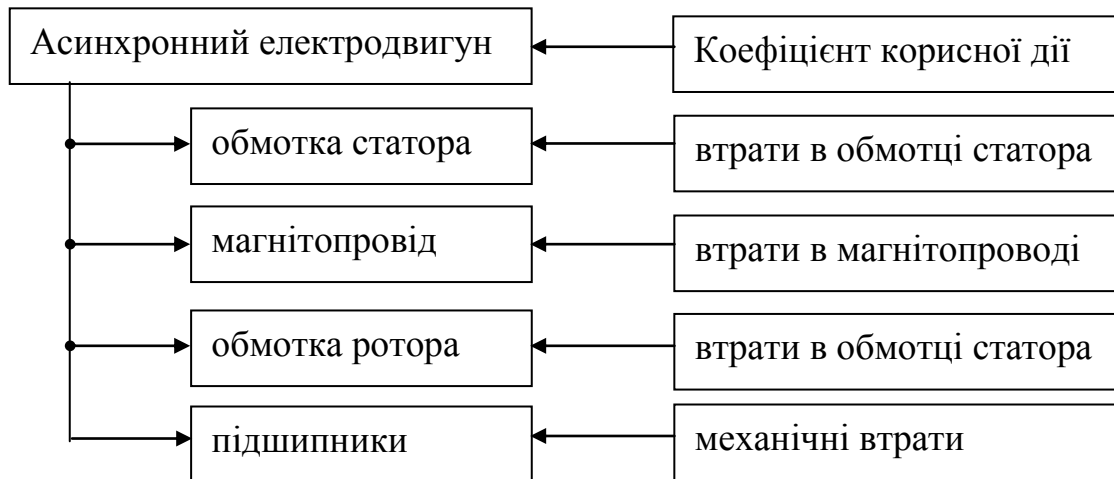 Асинхронний електродвигун
Коефіцієнт корисної дії
обмотка статора
втрати в обмотці статора
магнітопровід
втрати в магнітопроводі
обмотка ротора
втрати в обмотці статора
підшипники
механічні втрати